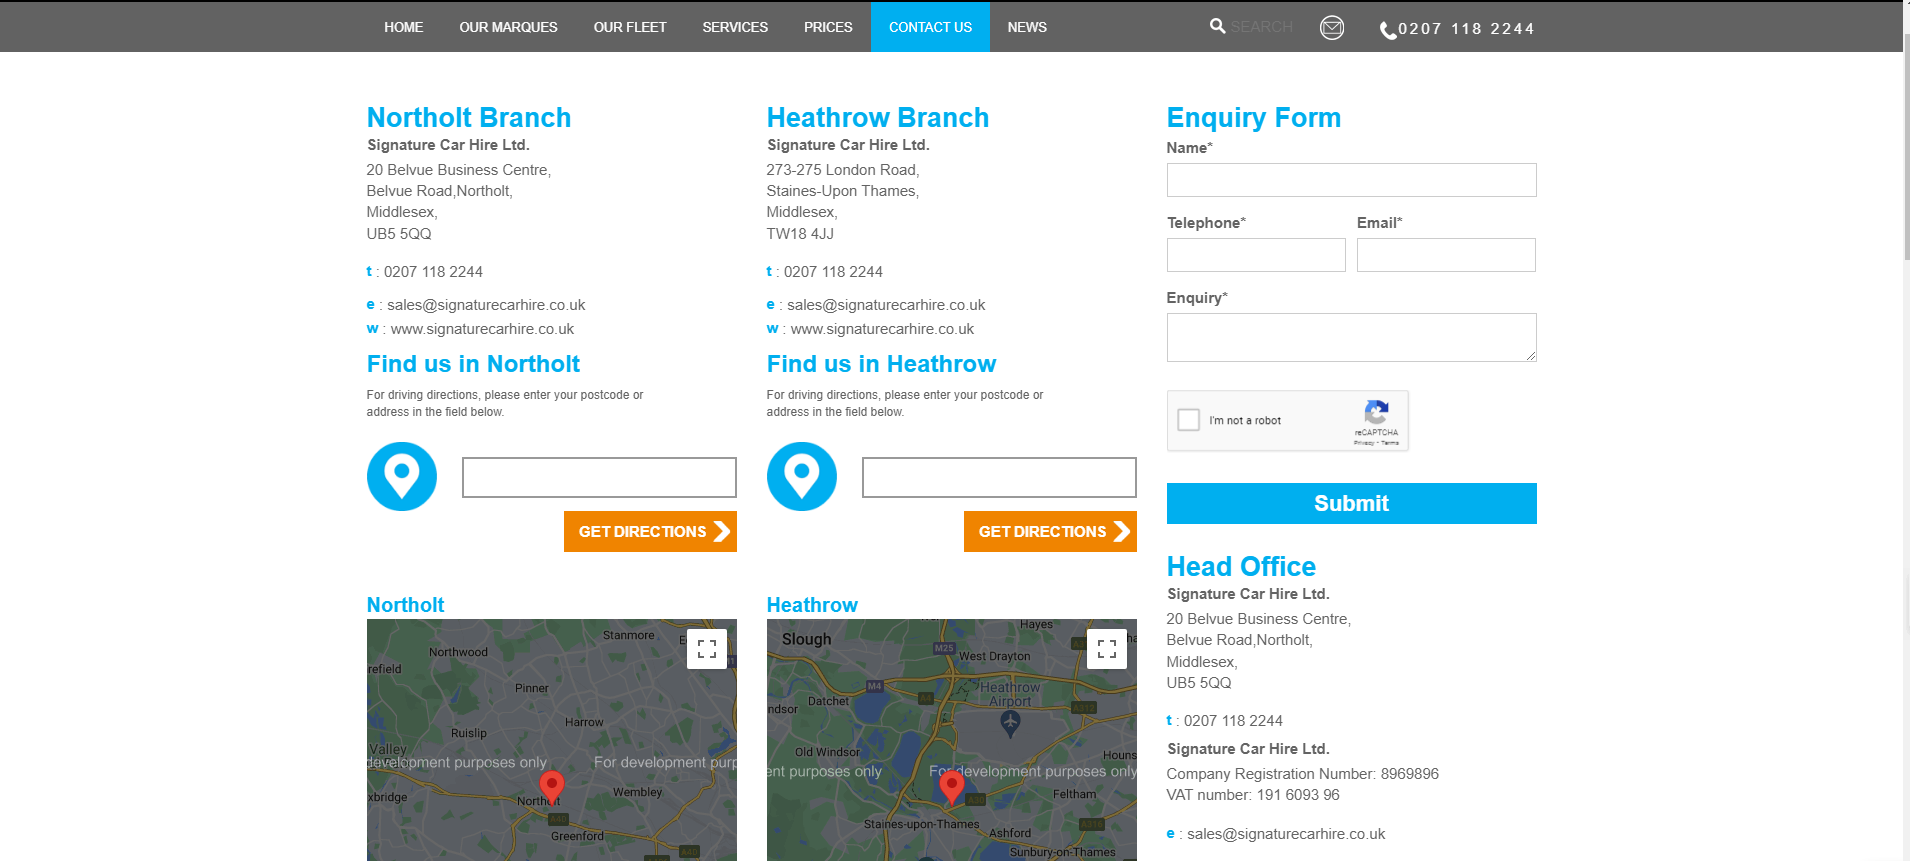 HOME OUR MARQUES OUR FLEET SERVICES PRICES CONTACT US NEWS SEARCH 0207 118 2244
Northolt Branch
Signature Car Hire Ltd.
20 Belvue Business Centre,
Belvue Road,Northolt,
Middlesex,
UB5 5QQ
t : 0207 118 2244
e : sales@signaturecarhire.co.uk
w : www.signaturecarhire.co.uk
Find us in Northolt
For driving directions, please enter your postcode or
address in the field below.
GET DIRECTIONS
Northolt
Stanmore
Northwood
refield
Pinner
Harrow
Ruislip
Valley
development purposes only For development purp
xbridge
Northolt
Wembley
A40
Greenford
A40
Heathrow Branch
Signature Car Hire Ltd.
273-275 London Road,
Staines-Upon Thames,
Middlesex,
TW18 4JJ
t : 0207 118 2244
e : sales@signaturecarhire.co.uk
w : www.signaturecarhire.co.uk
Find us in Heathrow
For driving directions, please enter your postcode or
address in the field below.
GET DIRECTIONS
Heathrow
Hayes
Slough
M25
West Drayton
M4
Heathrow
Airport
A4
Datchet
ndsor
A312
Old Windsor
Houns
ent purposes only For development purposes only
Feltham
A30
Staines-upon-Thames
A316
Ashford
Sunbury-on-Thames
Enquiry Form
Name*
Telephone* Email*
Enquiry*
I'm not a robot
reCAPTCHA
Privacy - Terms
Submit
Head Office
Signature Car Hire Ltd.
20 Belvue Business Centre,
Belvue Road,Northolt,
Middlesex,
UB5 5QQ
t : 0207 118 2244
Signature Car Hire Ltd.
Company Registration Number: 8969896
VAT number: 191 6093 96
e : sales@signaturecarhire.co.uk